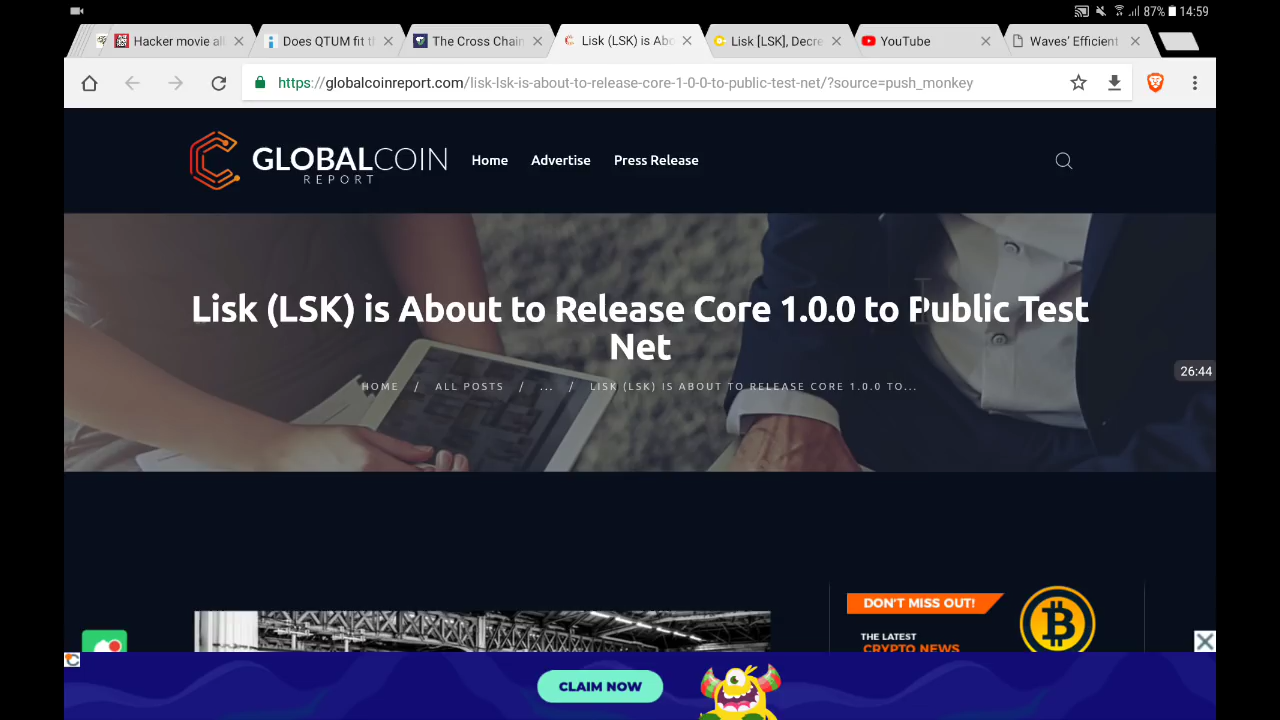 87% 14:59
Hacker movie al
Does QTUM fit t
The Cross Chain
Lisk (LSK) is Abo
Lisk [LSK], Decre
YouTube
Waves' Efficient
https://globalcoinreport.com/lisk-lsk-is-about-to-release-core-1-0-0-to-public-test-net/?source=push_monkey
GLOBALCOIN
REPORT
Home
Advertise
Press Release
Lisk (LSK) is About to Release Core 1.0.0 to Public Test
Net
26:44
HOME / ALL POSTS / ... / LISK (LSK) IS ABOUT TO RELEASE CORE 1.0.0 TO...
DON'T MISS OUT!
THE LATEST
CRYPTO NEWS
CLAIM NOW